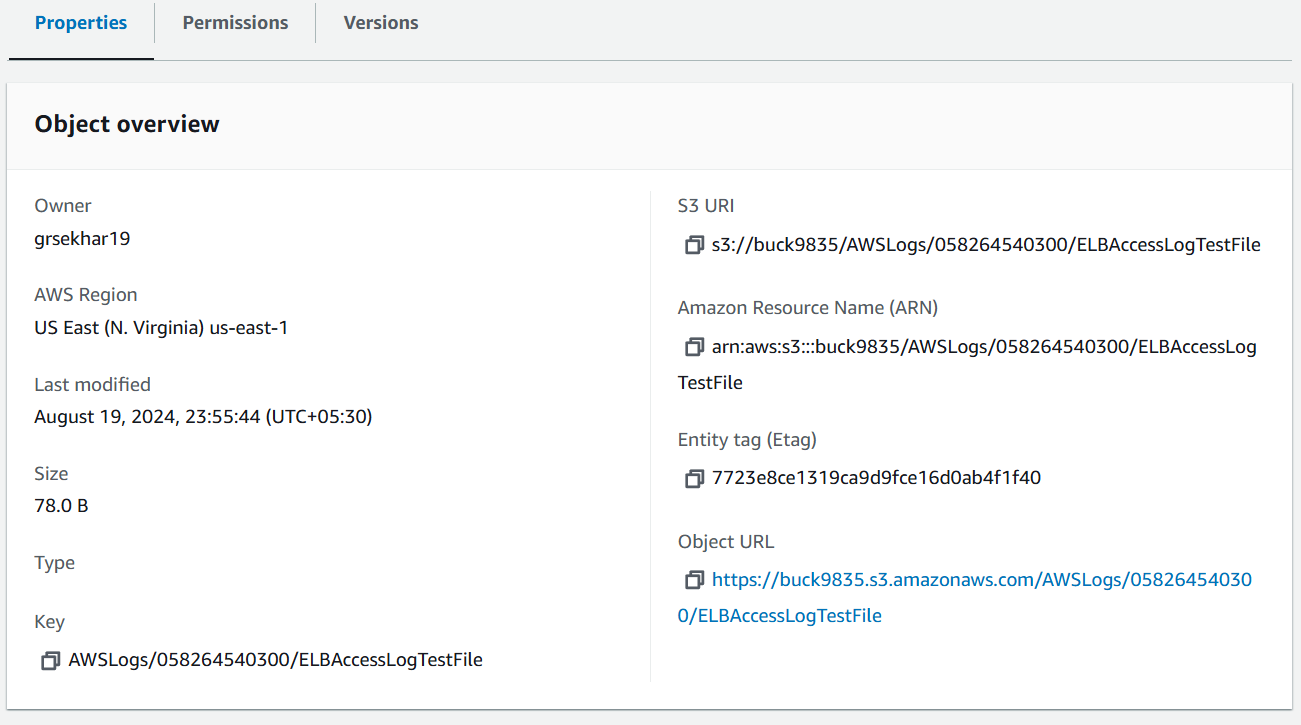 Properties
Permissions
Versions
Object overview
Owner
grsekhar19
AWS Region
US East (N. Virginia) us-east-1
Last modified
August 19, 2024, 23:55:44 (UTC+05:30)
Size
78.0 B
Type
Key
AWSLogs/058264540300/ELBAccessLogTestFile
S3 URI
s3://buck9835/AWSLogs/058264540300/ELBAccessLogTestFile
Amazon Resource Name (ARN)
arn:aws:s3:::buck9835/AWSLogs/058264540300/ELBAccessLog
TestFile
Entity tag (Etag)
7723e8ce1319ca9d9fce16d0ab4f1f40
Object URL
https://buck9835.s3.amazonaws.com/AWSLogs/05826454030
0/ELBAccessLogTestFile